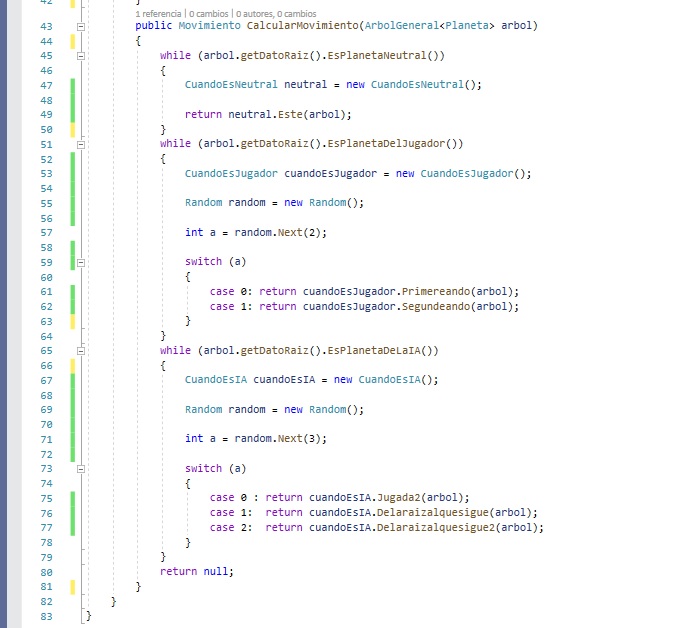 42 }
1 referencia | 0 cambios | 0 autores, 0 cambios
43 public Movimiento CalcularMovimiento(ArbolGeneral<Planeta> arbol)
44 {
45 while (arbol.getDatoRaiz().EsPlanetaNeutral())
46 {
47 CuandoEsNeutral neutral = new CuandoEsNeutral();
48
49 return neutral.Este(arbol);
50 }
51 while (arbol.getDatoRaiz().EsPlanetaDelJugador())
52 {
53 CuandoEsJugador cuandoEsJugador = new CuandoEsJugador();
54
55 Random random = new Random();
56
57 int a = random.Next(2);
58
59 switch (a)
60 {
61 case 0: return cuandoEsJugador.Primereando(arbol);
62 case 1: return cuandoEsJugador.Segundeando(arbol);
63 }
64 }
65 while (arbol.getDatoRaiz().EsPlanetaDeLaIA())
66 {
67 CuandoEsIA cuandoEsIA = new CuandoEsIA();
68
69 Random random = new Random();
70
71 int a = random.Next(3);
72
73 switch (a)
74 {
75 case 0 : return cuandoEsIA.Jugada2(arbol);
76 case 1:  return cuandoEsIA.Delaraizalquesigue(arbol);
77 case 2:  return cuandoEsIA.Delaraizalquesigue2(arbol);
78 }
79 }
80 return null;
81 }
82 }
83 }